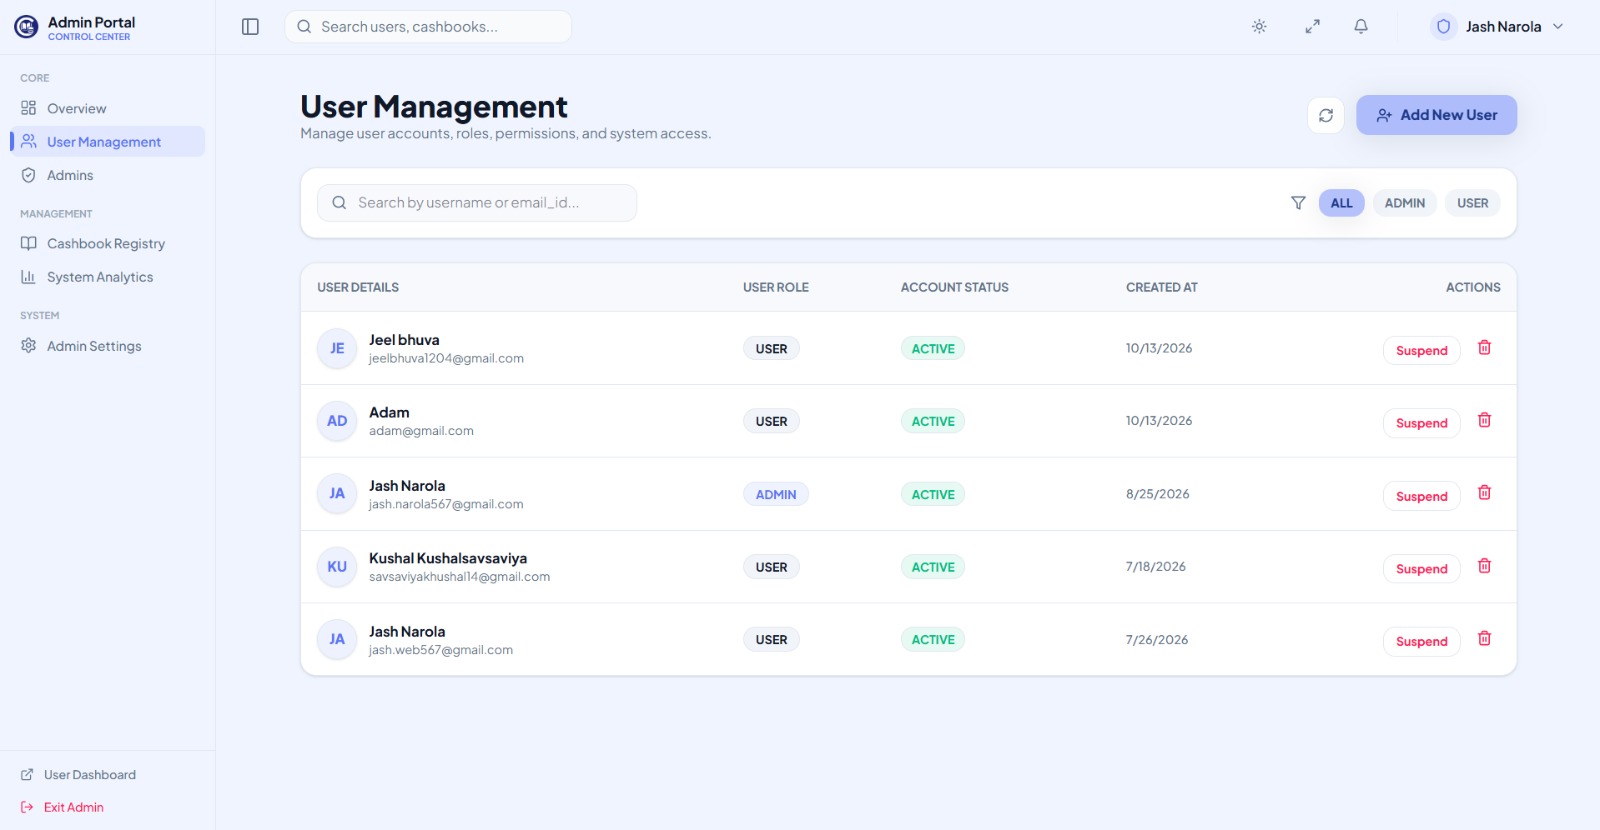 Admin Portal
CONTROL CENTER
Search users, cashbooks...
Jash Narola
CORE
Overview
User Management
Admins
MANAGEMENT
Cashbook Registry
System Analytics
SYSTEM
Admin Settings
User Dashboard
Exit Admin
User Management
Manage user accounts, roles, permissions, and system access.
Add New User
Search by username or email_id...
ALL ADMIN USER
USER DETAILS USER ROLE ACCOUNT STATUS CREATED AT ACTIONS
JE Jeel bhuva USER ACTIVE 10/13/2026 Suspend
jeelbhuva1204@gmail.com
AD Adam USER ACTIVE 10/13/2026 Suspend
adam@gmail.com
JA Jash Narola ADMIN ACTIVE 8/25/2026 Suspend
jash.narola567@gmail.com
KU Kushal Kushalsavsaviya USER ACTIVE 7/18/2026 Suspend
savsaviyakhushal14@gmail.com
JA Jash Narola USER ACTIVE 7/26/2026 Suspend
jash.web567@gmail.com